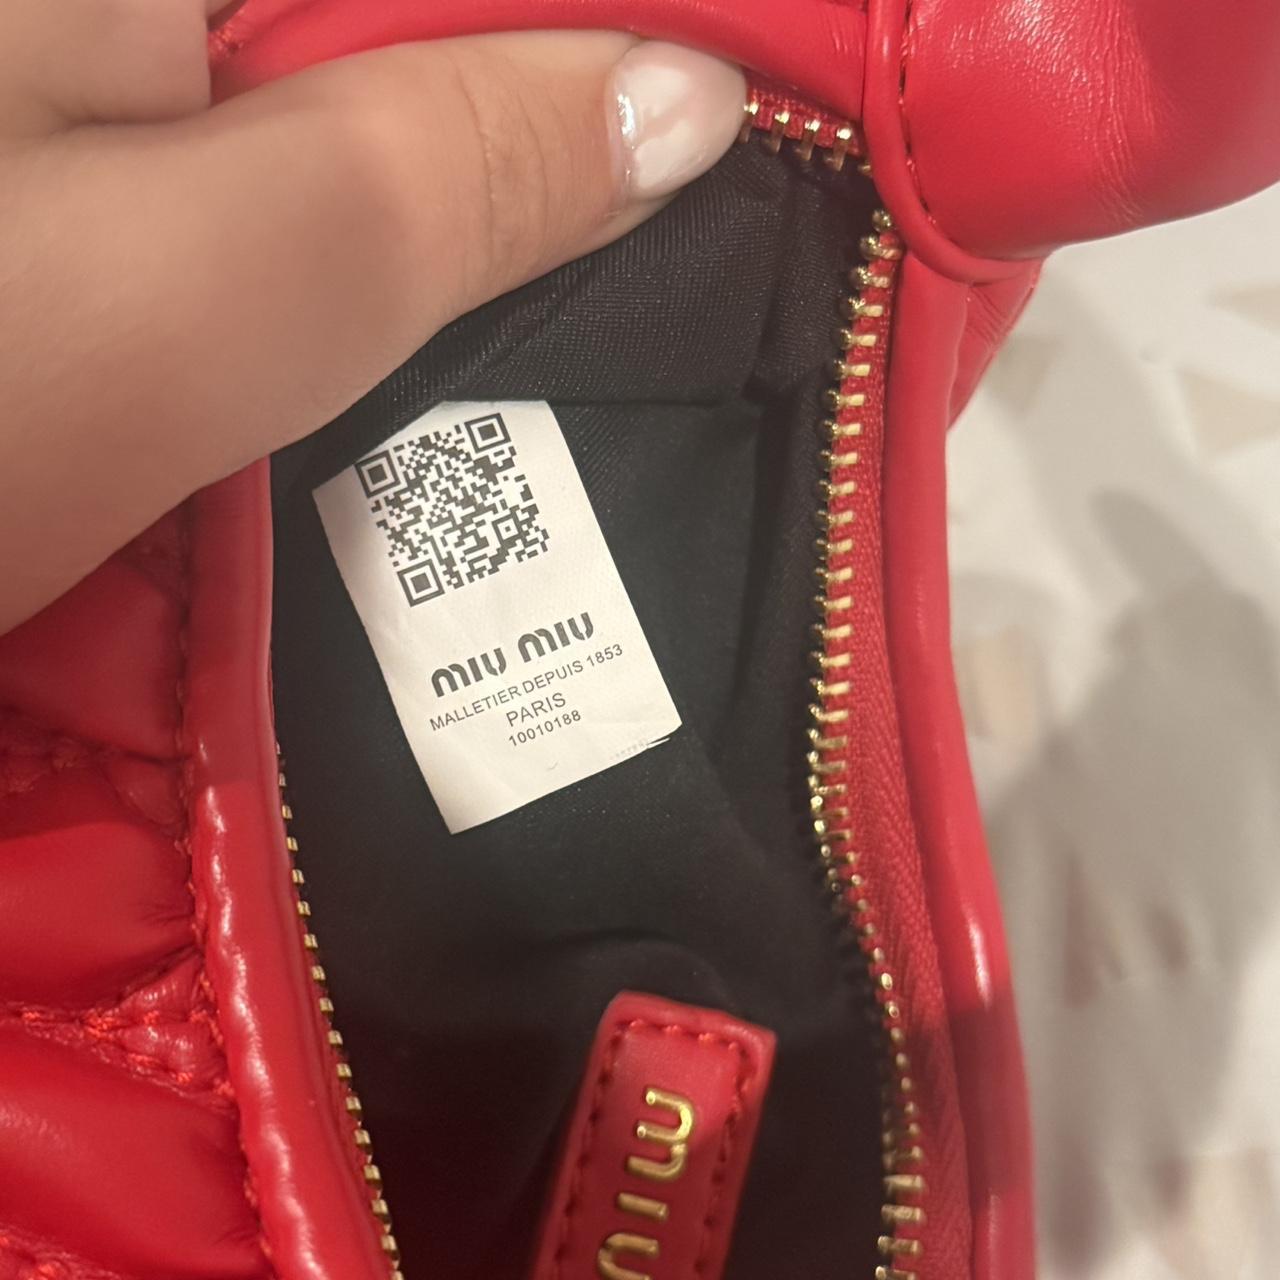 miu miu
MALLETIER DEPUIS 1853
PARIS
10010188
miu